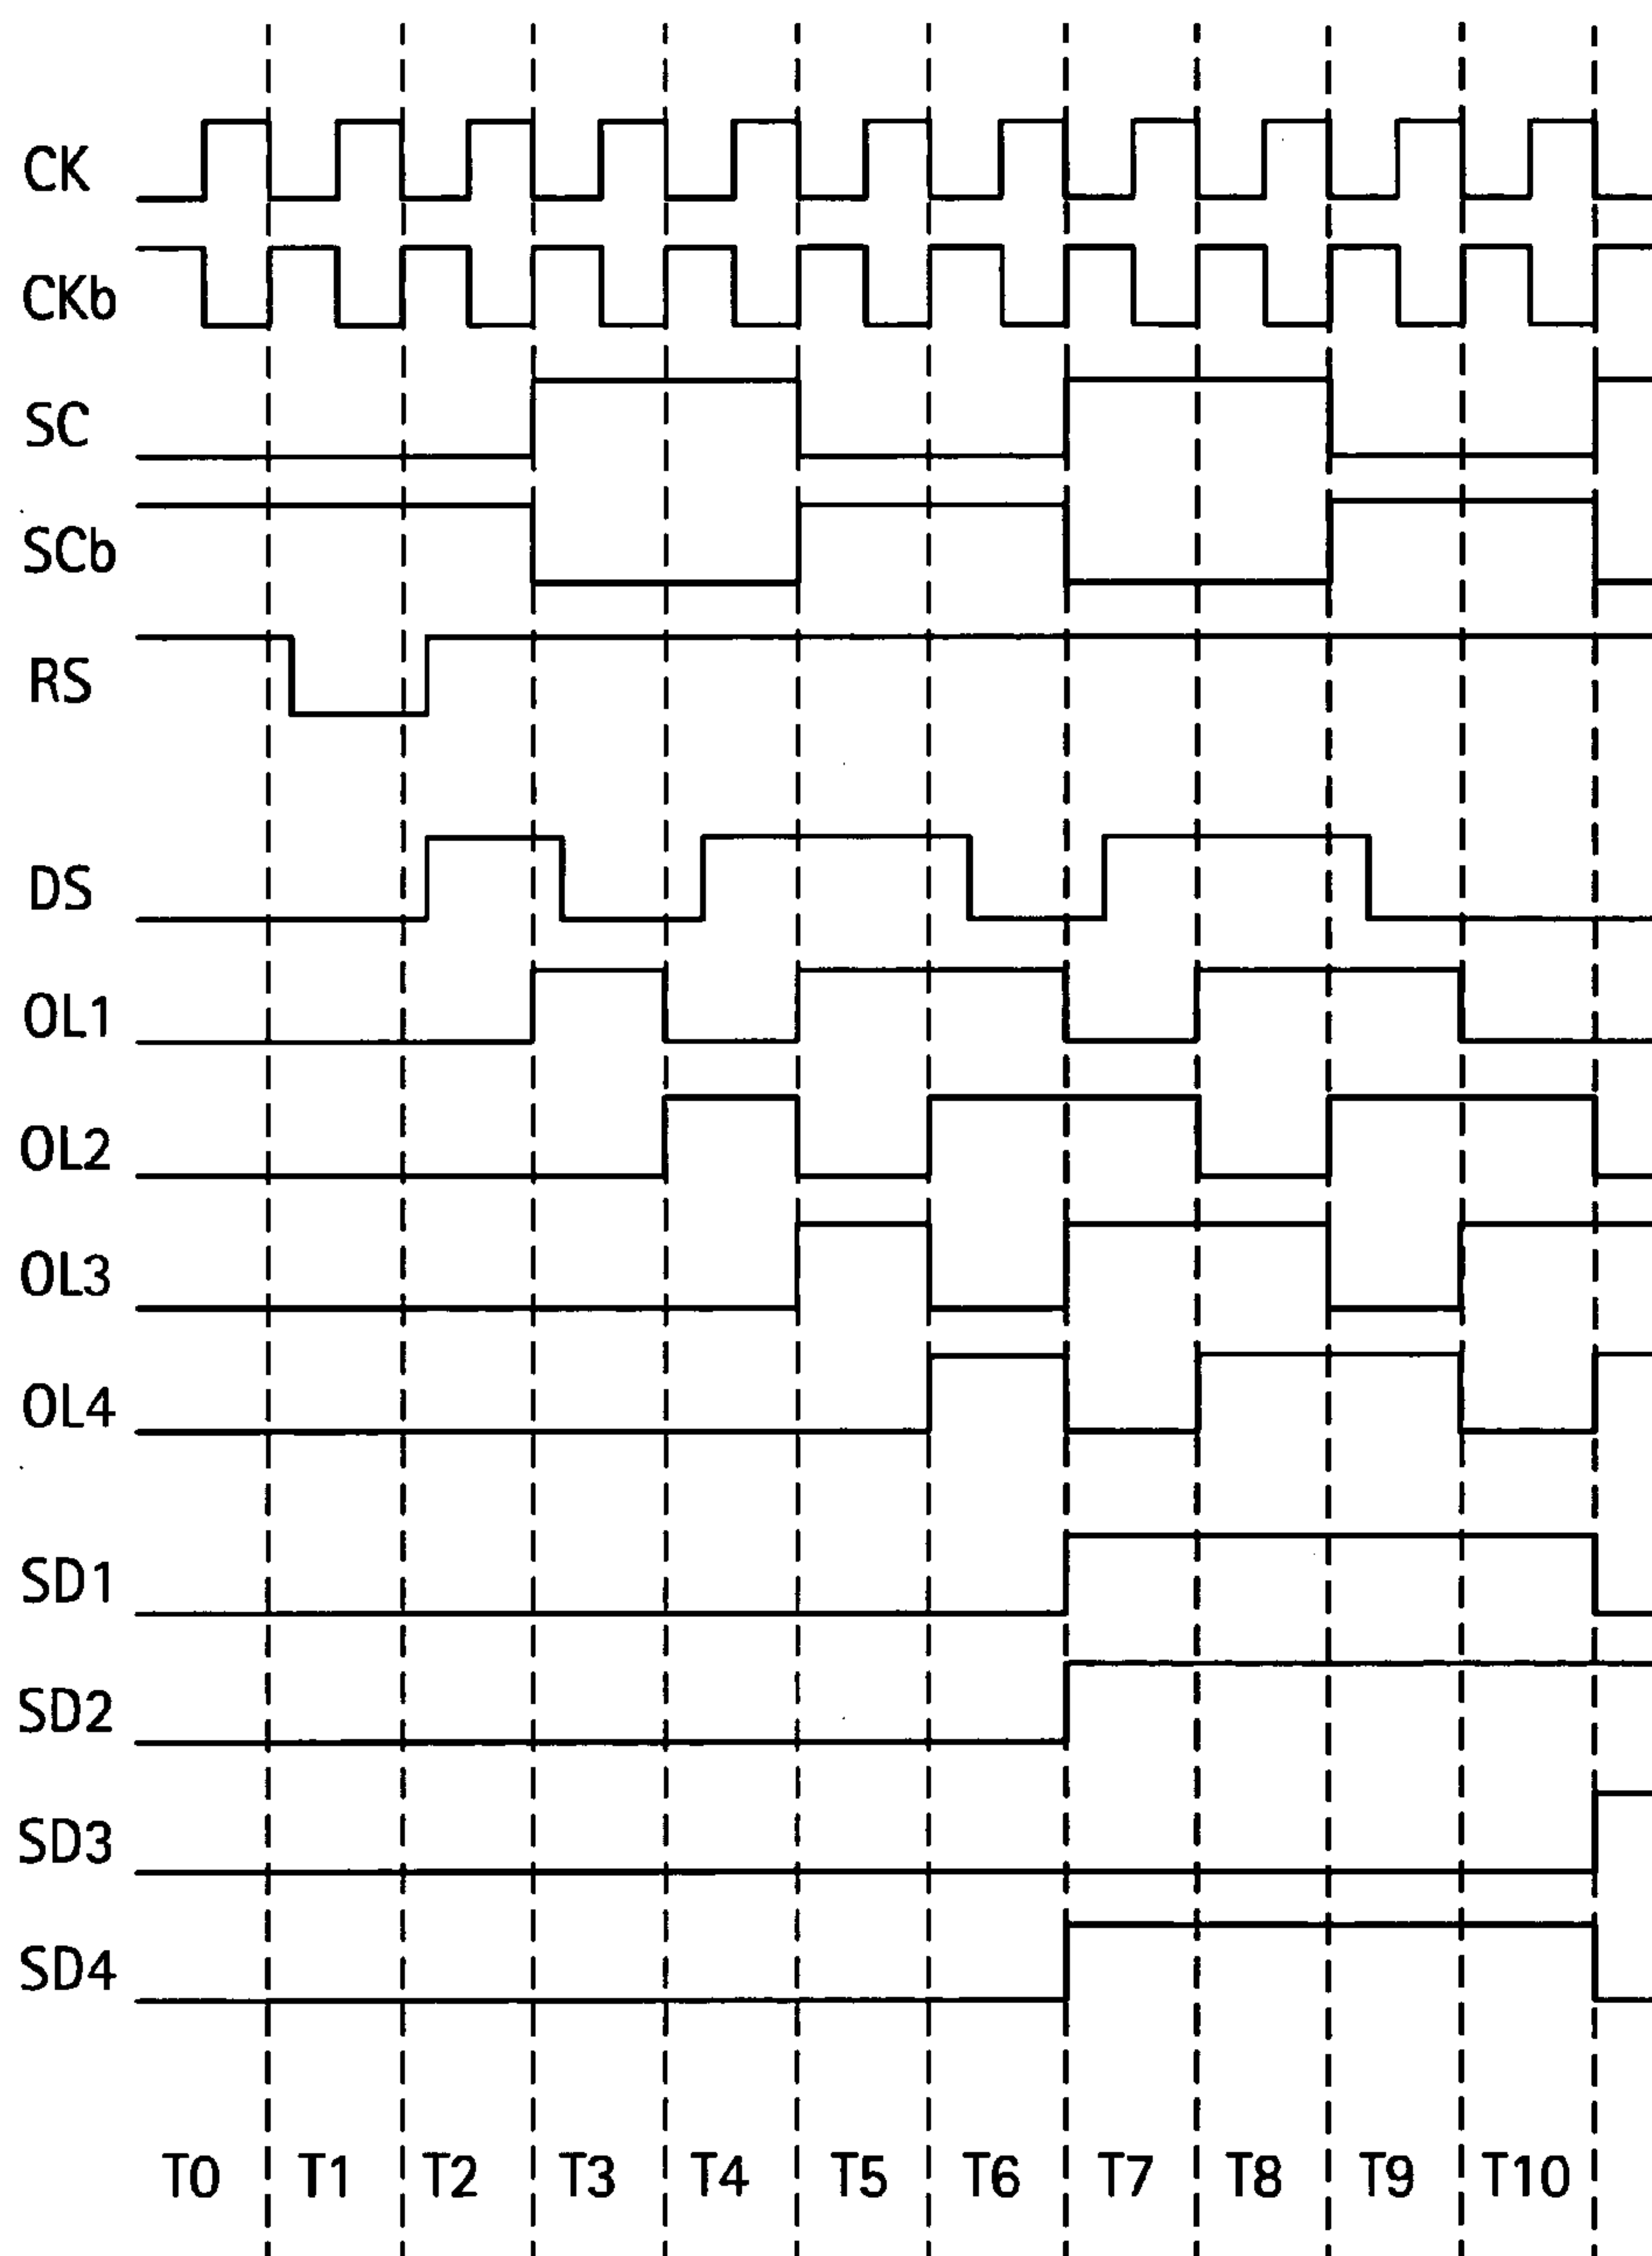 CK
CKb
SC
SCb
RS
DS
OL1
OL2
OL3
OL4
SD1
SD2
SD3
SD4
T0 T1 T2 T3 T4 T5 T6 T7 T8 T9 T10